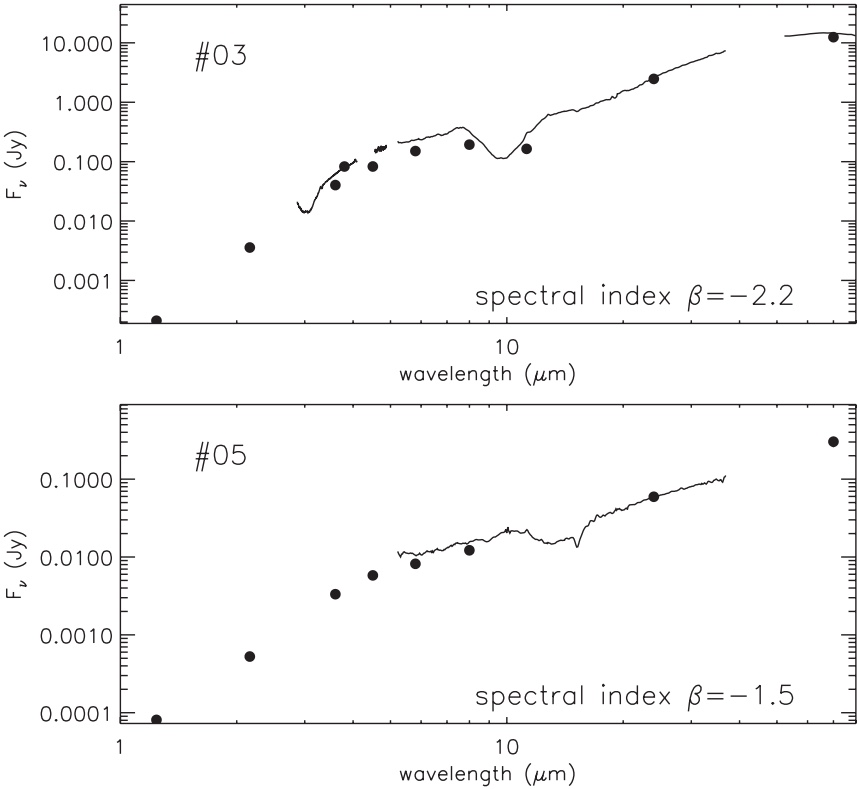 #03
10.000
1.000
0.100
0.010
0.001
Fν (Jy)
spectral index β=−2.2
1
10
wavelength (μm)
#05
0.1000
0.0100
0.0010
0.0001
Fν (Jy)
spectral index β=−1.5
1
10
wavelength (μm)